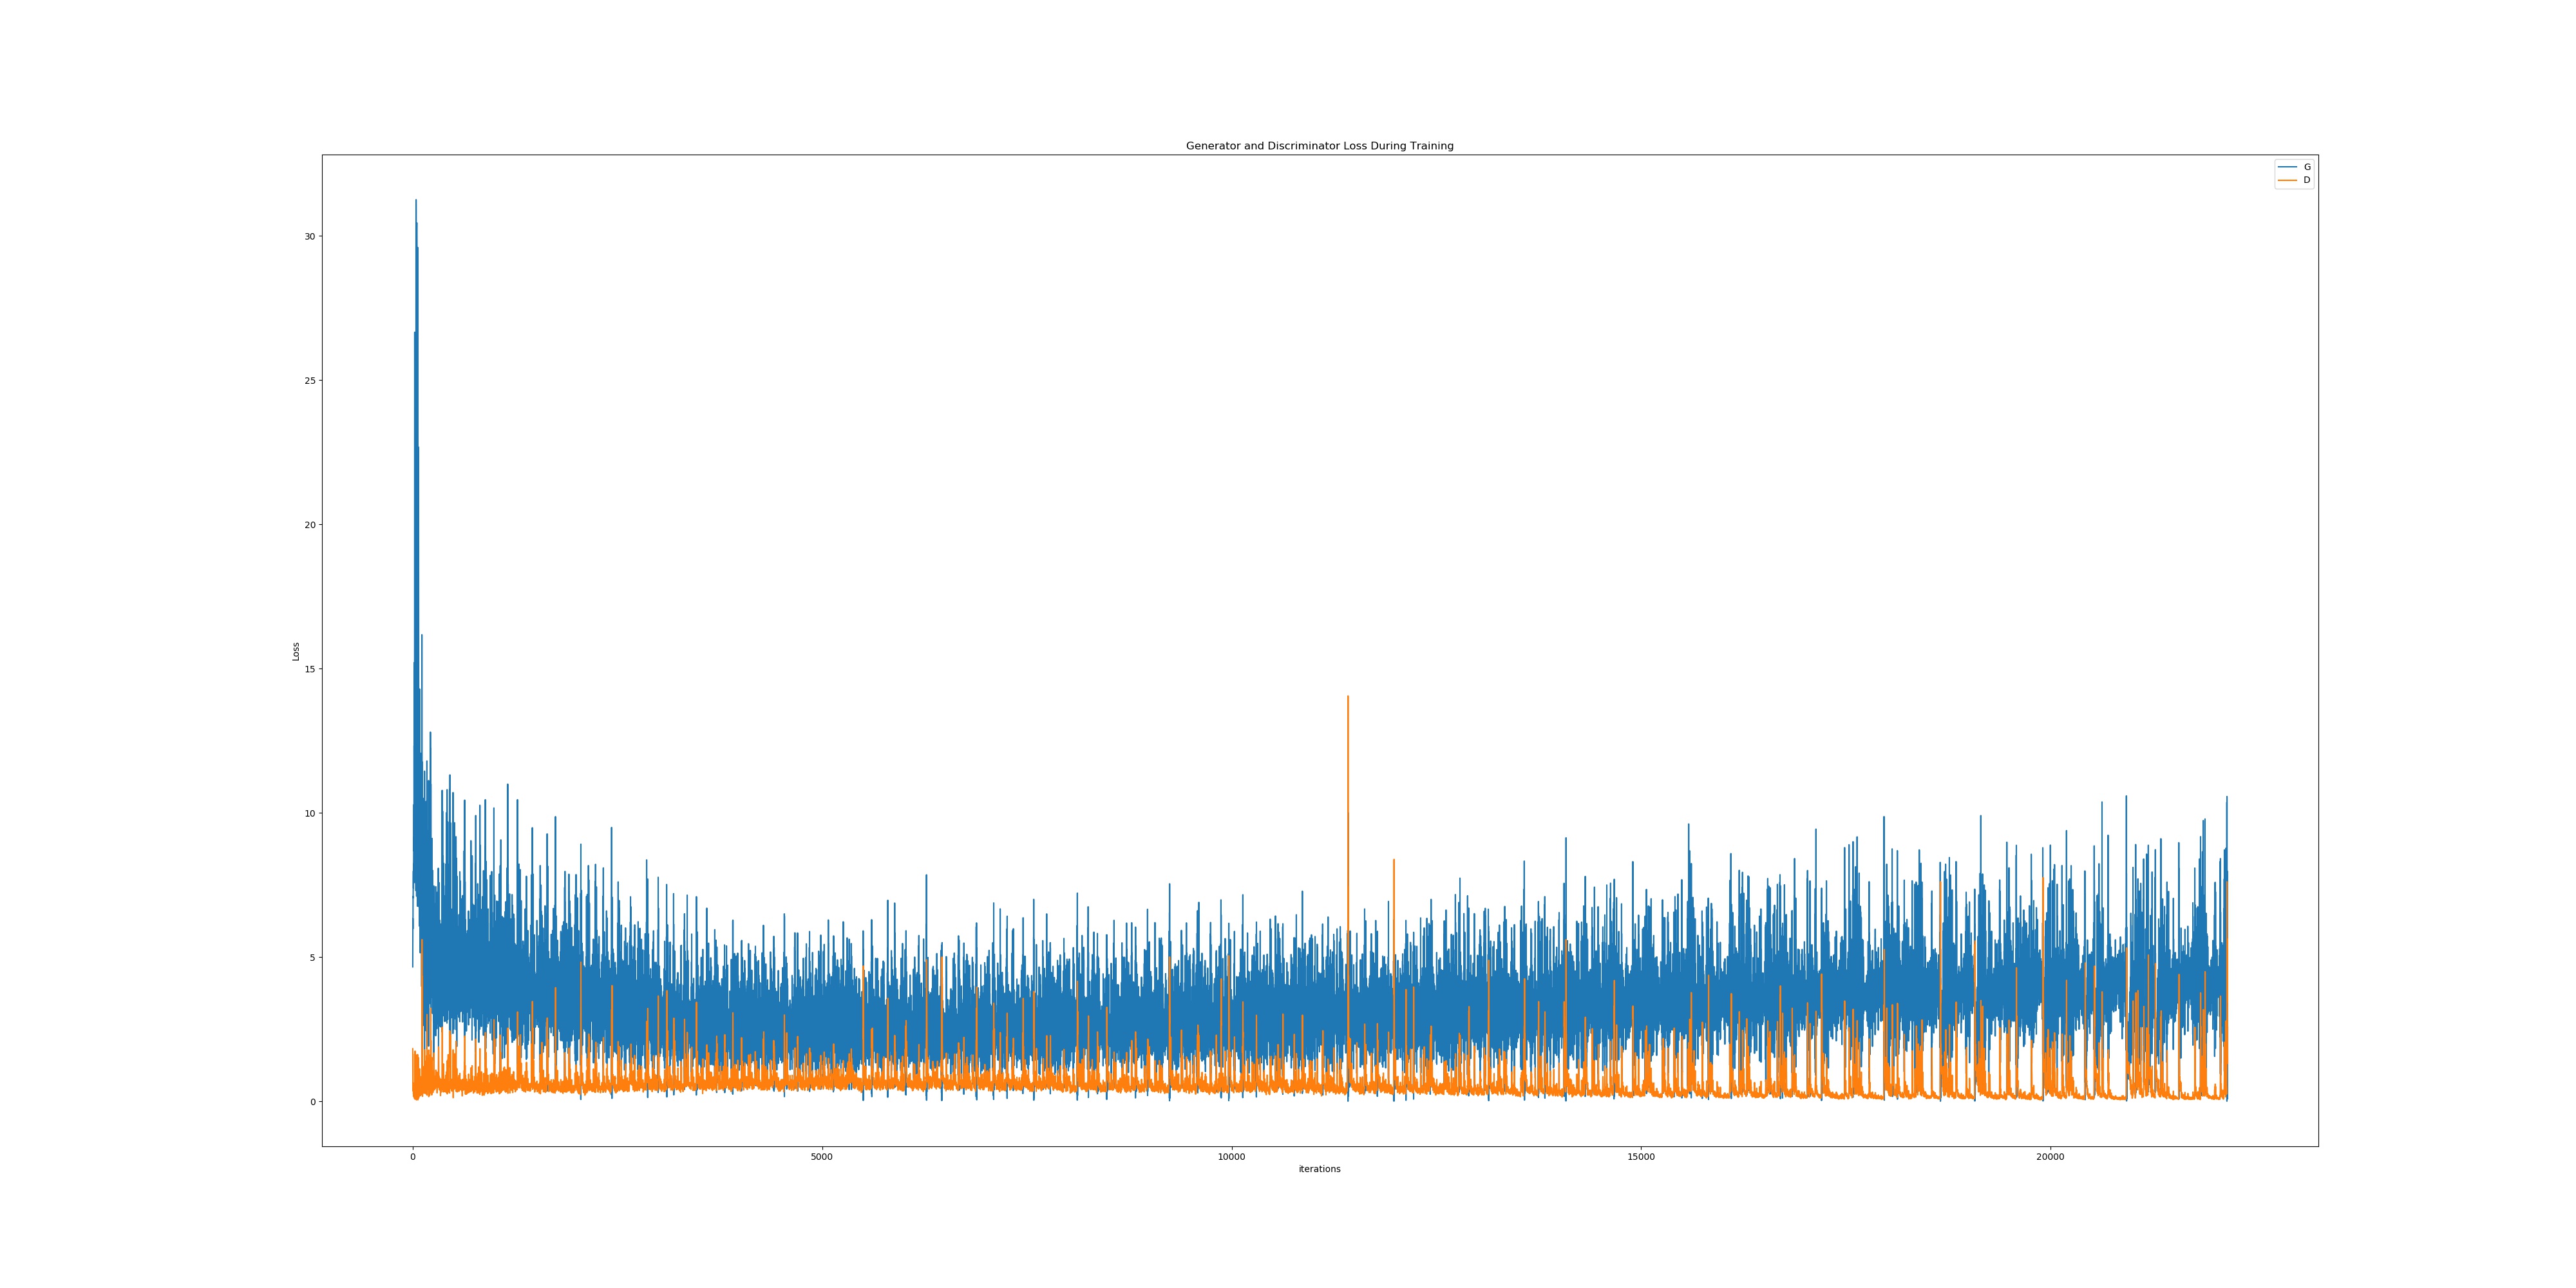 Generator and Discriminator Loss During Training
G
D
30
25
20
15
10
5
0
Loss
0 5000 10000 15000 20000
iterations